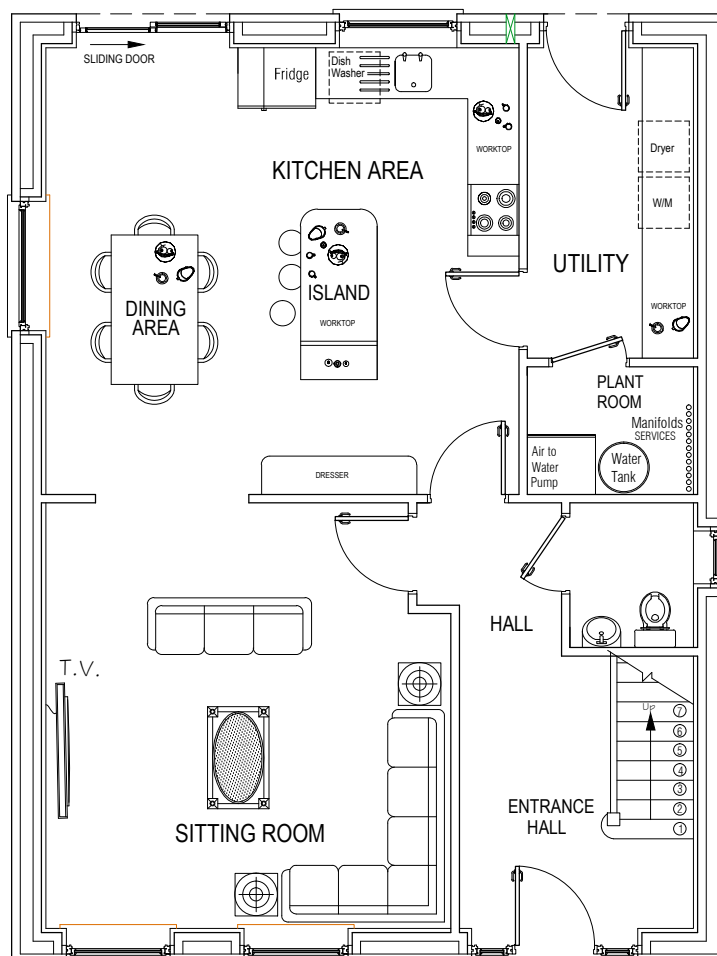 SLIDING DOOR
Fridge
Dish
Washer
WORKTOP
KITCHEN AREA
Dryer
W/M
UTILITY
ISLAND
WORKTOP
DINING
AREA
WORKTOP
PLANT
ROOM
Manifolds
SERVICES
Air to
Water
Pump
Water
Tank
DRESSER
HALL
T.V.
Up
7
6
5
4
3
2
1
ENTRANCE
HALL
SITTING ROOM